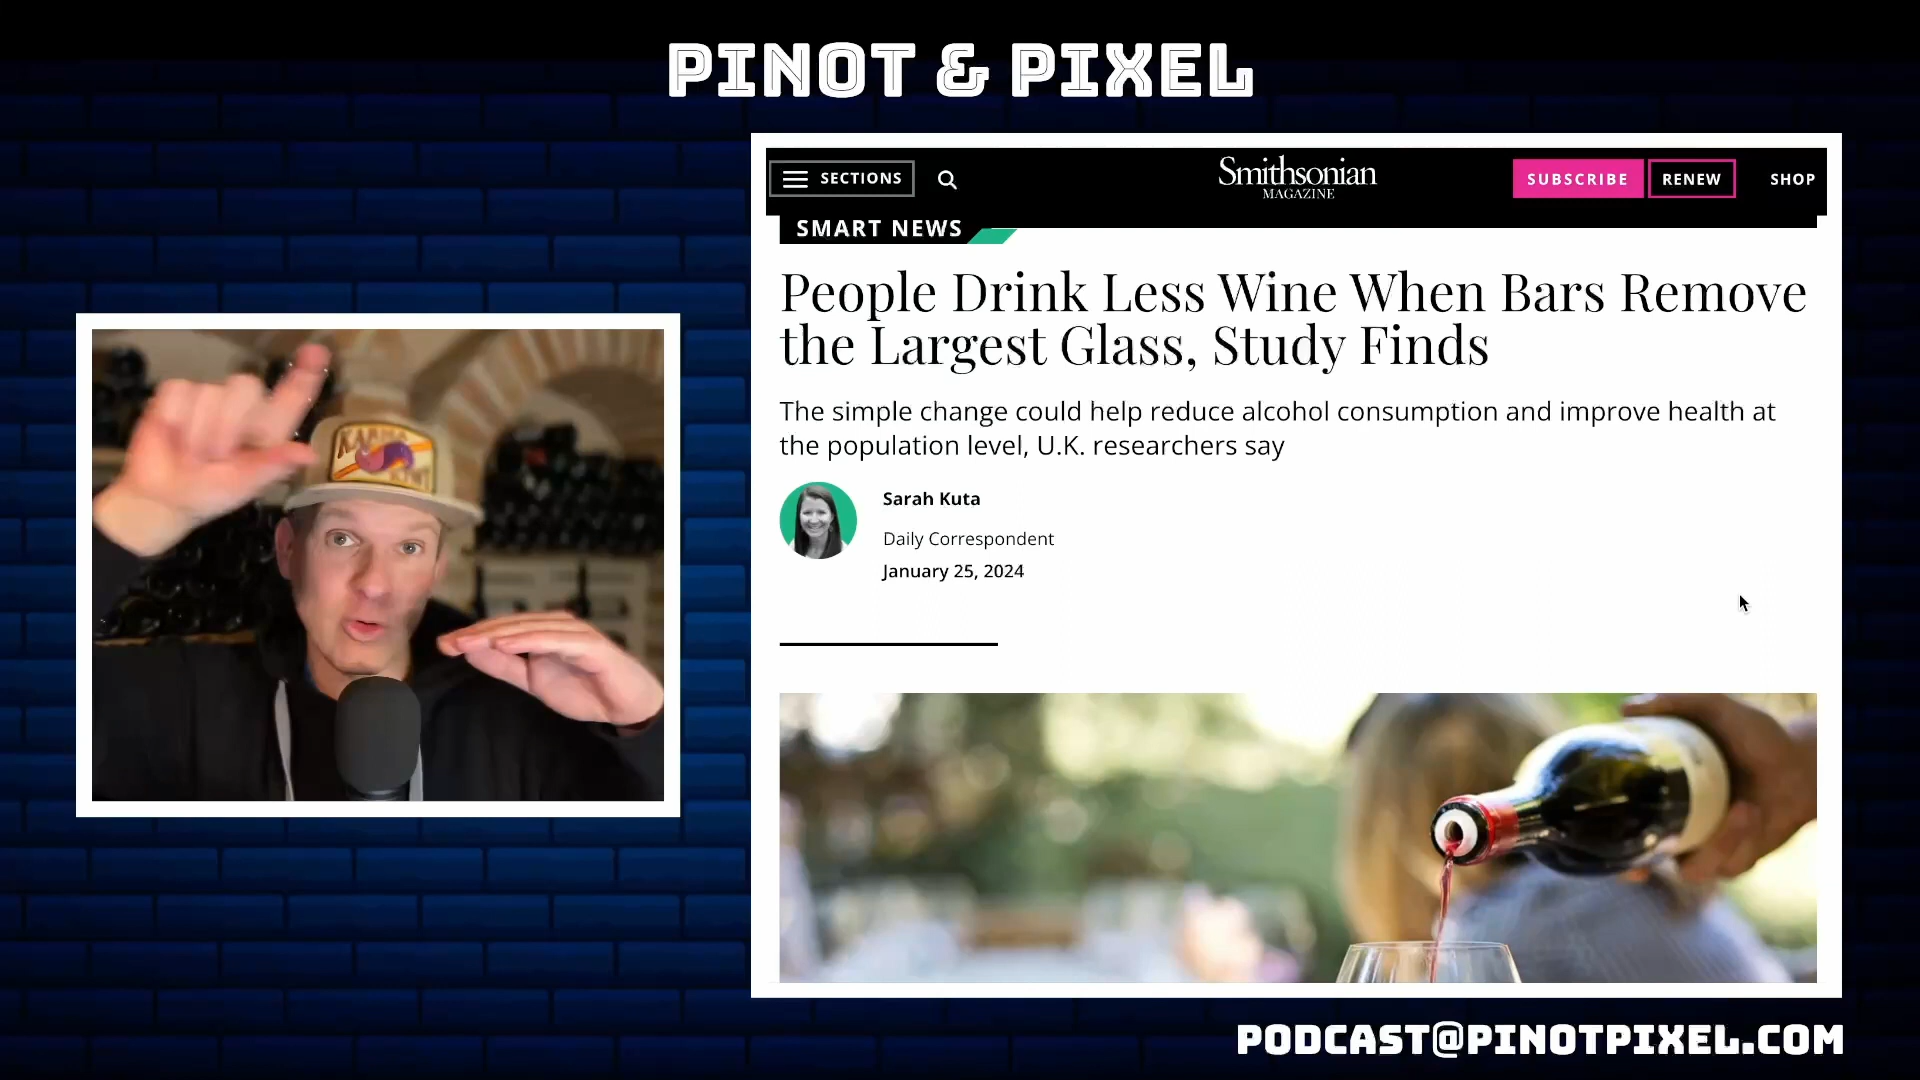 PINOT & PIXEL
SECTIONS
Smithsonian
MAGAZINE
SUBSCRIBE
RENEW
SHOP
SMART NEWS
People Drink Less Wine When Bars Remove
the Largest Glass, Study Finds
The simple change could help reduce alcohol consumption and improve health at
the population level, U.K. researchers say
Sarah Kuta
Daily Correspondent
January 25, 2024
KARMA
PODCAST@PINOTPIXEL.COM